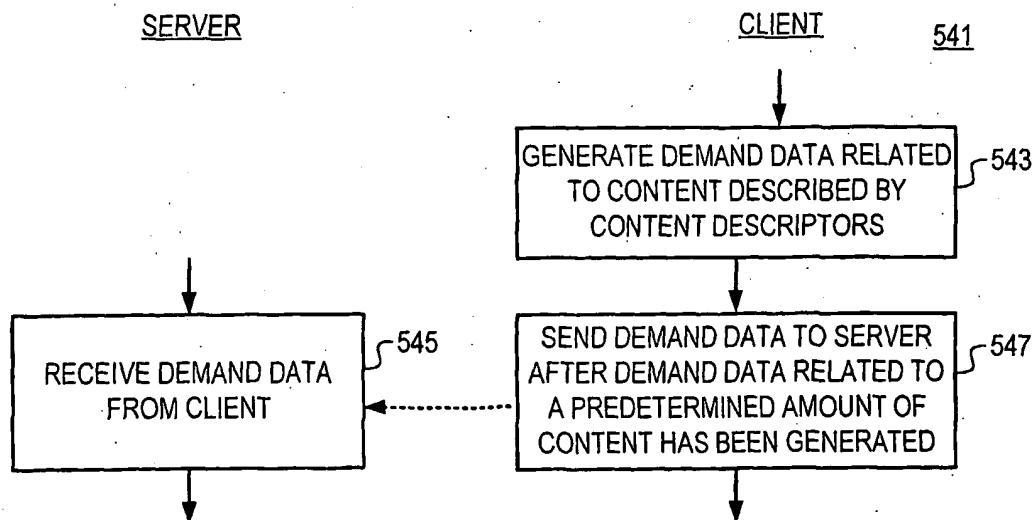 SERVER
CLIENT
541
GENERATE DEMAND DATA RELATED
TO CONTENT DESCRIBED BY
CONTENT DESCRIPTORS
543
RECEIVE DEMAND DATA
FROM CLIENT
545
SEND DEMAND DATA TO SERVER
AFTER DEMAND DATA RELATED TO
A PREDETERMINED AMOUNT OF
CONTENT HAS BEEN GENERATED
547